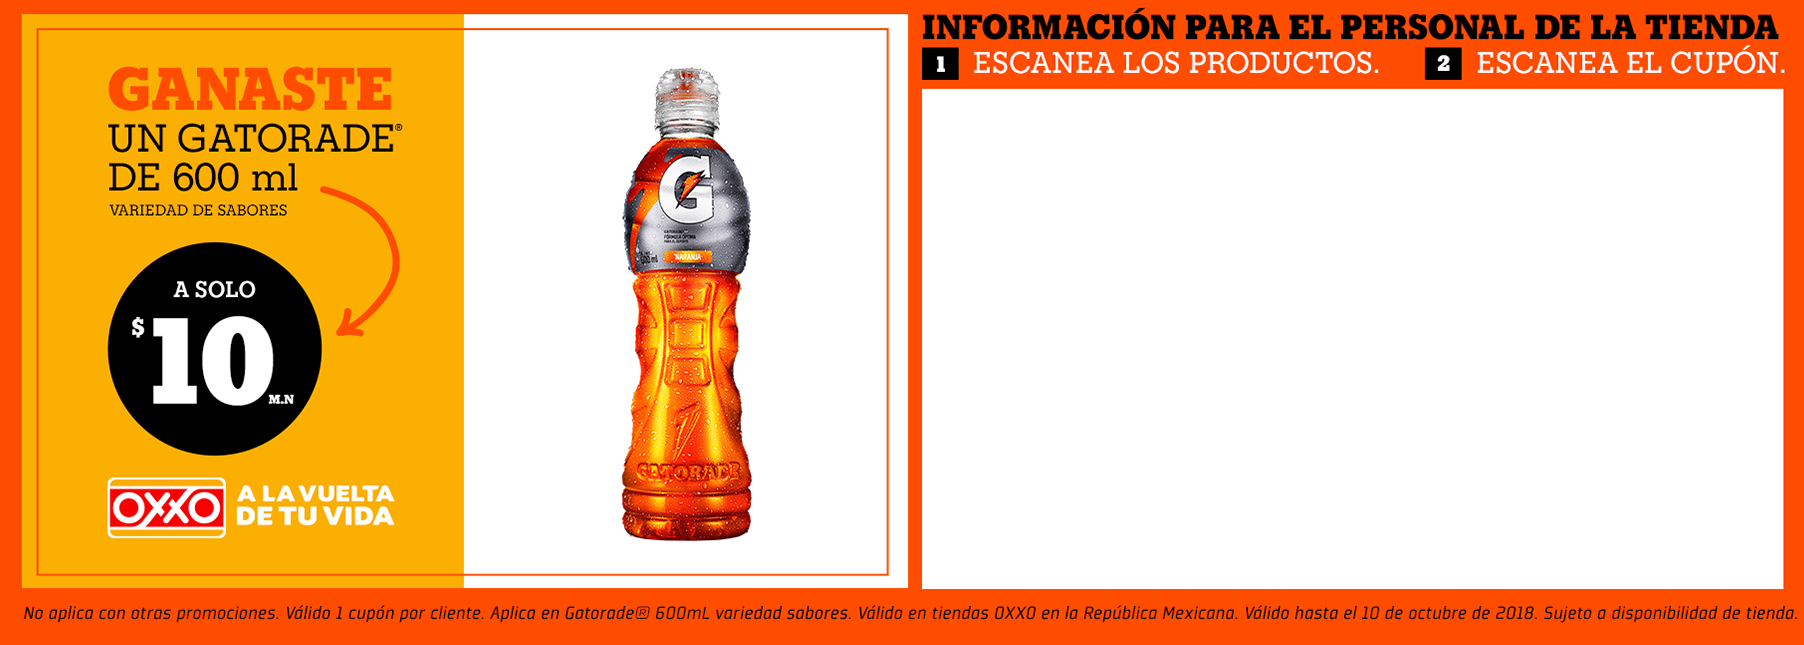 GANASTE
UN GATORADE®
DE 600 ml
VARIEDAD DE SABORES
A SOLO
$10 M.N
OXXO
A LA VUELTA
DE TU VIDA
G
FÓRMULA ÓPTIMA
NARANJA
GATORADE
INFORMACIÓN PARA EL PERSONAL DE LA TIENDA
1 ESCANEA LOS PRODUCTOS. 2 ESCANEA EL CUPÓN.
No aplica con otras promociones. Válido 1 cupón por cliente. Aplica en Gatorade® 600mL variedad sabores. Válido en tiendas OXXO en la República Mexicana. Válido hasta el 10 de octubre de 2018. Sujeto a disponibilidad de tienda.